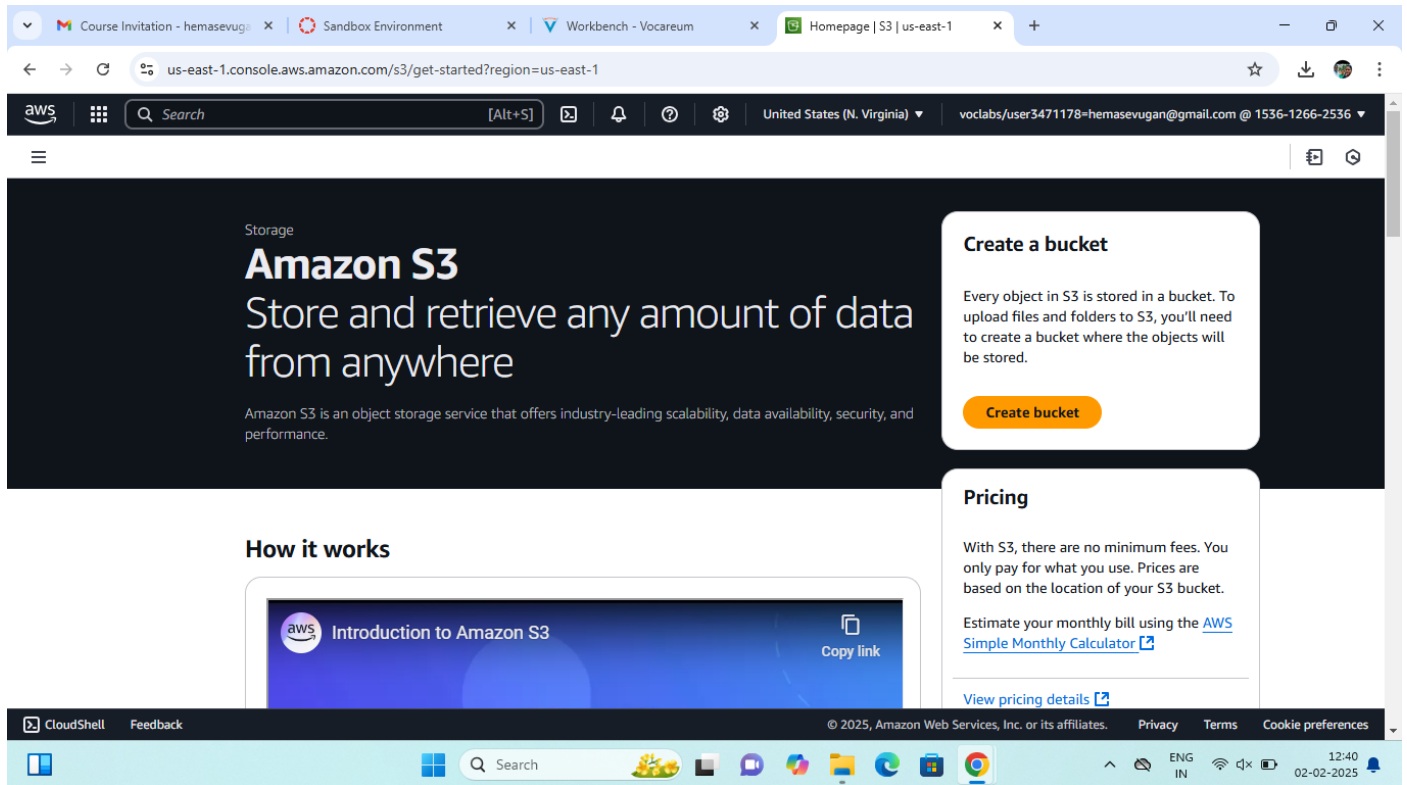 Course Invitation - hemasevuga
Sandbox Environment
Workbench - Vocareum
Homepage | S3 | us-east-1
us-east-1.console.aws.amazon.com/s3/get-started?region=us-east-1
aws
Search
[Alt+S]
United States (N. Virginia)
voclabs/user3471178=hemasevugan@gmail.com @ 1536-1266-2536
Storage
Amazon S3
Store and retrieve any amount of data
from anywhere
Amazon S3 is an object storage service that offers industry-leading scalability, data availability, security, and
performance.
Create a bucket
Every object in S3 is stored in a bucket. To
upload files and folders to S3, you'll need
to create a bucket where the objects will
be stored.
Create bucket
Pricing
With S3, there are no minimum fees. You
only pay for what you use. Prices are
based on the location of your S3 bucket.
Estimate your monthly bill using the AWS
Simple Monthly Calculator
View pricing details
How it works
aws
Introduction to Amazon S3
Copy link
CloudShell
Feedback
© 2025, Amazon Web Services, Inc. or its affiliates.
Privacy
Terms
Cookie preferences
Search
ENG
IN
12:40
02-02-2025